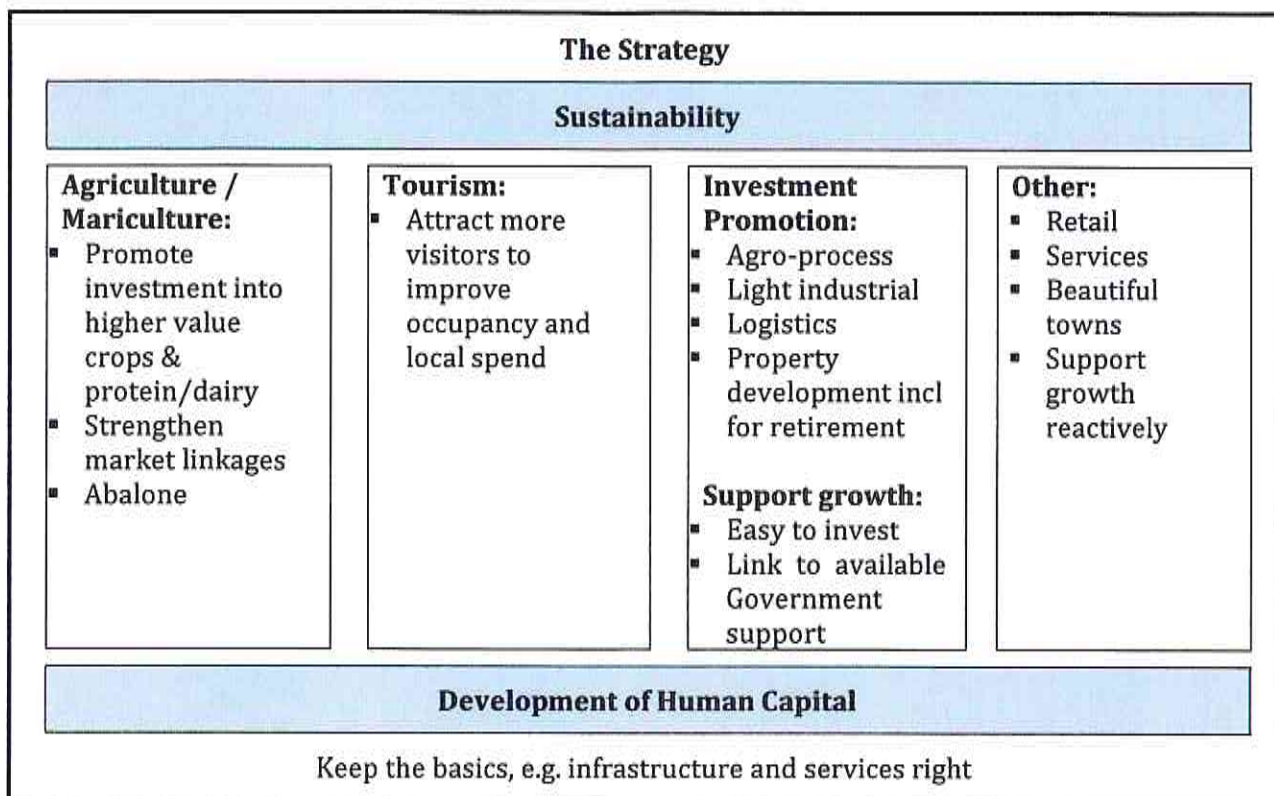 The Strategy
Sustainability
Agriculture /
Mariculture:
▪ Promote
investment into
higher value
crops &
protein/dairy
▪ Strengthen
market linkages
▪ Abalone
Tourism:
▪ Attract more
visitors to
improve
occupancy and
local spend
Investment
Promotion:
▪ Agro-process
▪ Light industrial
▪ Logistics
▪ Property
development incl
for retirement
Support growth:
▪ Easy to invest
▪ Link to available
Government
support
Other:
▪ Retail
▪ Services
▪ Beautiful
towns
▪ Support
growth
reactively
Development of Human Capital
Keep the basics, e.g. infrastructure and services right